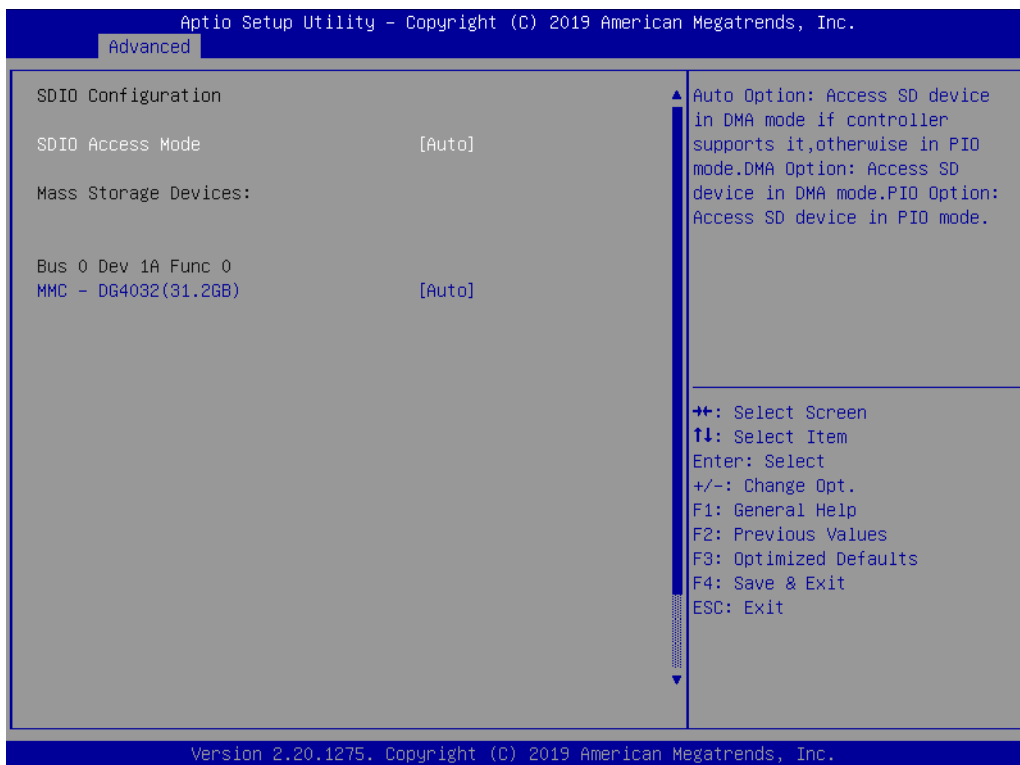 Aptio Setup Utility – Copyright (C) 2019 American Megatrends, Inc.
Advanced
SDIO Configuration
SDIO Access Mode [Auto]
Mass Storage Devices:
Bus 0 Dev 1A Func 0
MMC - DG4032(31.2GB) [Auto]
Auto Option: Access SD device
in DMA mode if controller
supports it,otherwise in PIO
mode.DMA Option: Access SD
device in DMA mode.PIO Option:
Access SD device in PIO mode.
→←: Select Screen
↑↓: Select Item
Enter: Select
+/-: Change Opt.
F1: General Help
F2: Previous Values
F3: Optimized Defaults
F4: Save & Exit
ESC: Exit
Version 2.20.1275. Copyright (C) 2019 American Megatrends, Inc.